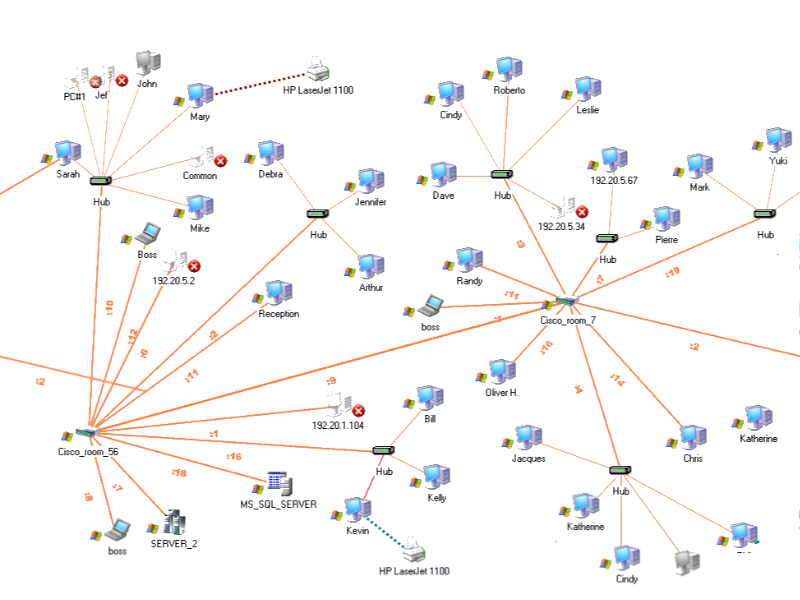 John
PC#1
Jef
HP LaserJet 1100
Mary
Roberto
Cindy
Leslie
Sarah
Common
Debra
Hub
Jennifer
Mike
Hub
Boss
192.20.5.2
Arthur
Reception
Dave
Hub
192.20.5.67
Mark
Yuki
192.20.5.34
Pierre
Hub
Hub
Randy
boss
Cisco_room_7
:10
:12
:6
:11
:9
:2
:3
:7
:19
:11
:16
:4
:14
:2
Oliver H.
Bill
192.20.1.104
Cisco_room_56
:1
:16
:18
:7
:8
Hub
Kelly
MS_SQL_SERVER
Kevin
boss
SERVER_2
HP LaserJet 1100
Jacques
Chris
Katherine
Hub
Katherine
Cindy